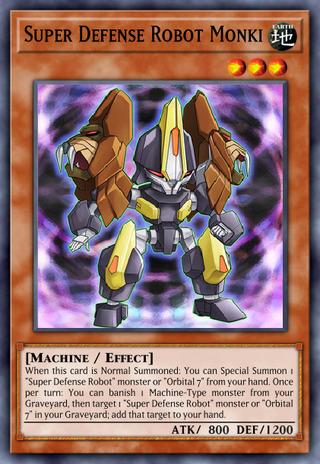 Super Defense Robot Monki
EARTH
地
[Machine / Effect]
When this card is Normal Summoned: You can Special Summon 1
"Super Defense Robot" monster or "Orbital 7" from your hand. Once
per turn: You can banish 1 Machine-Type monster from your
Graveyard, then target 1 "Super Defense Robot" monster or "Orbital
7" in your Graveyard; add that target to your hand.
ATK/ 800 DEF/1200